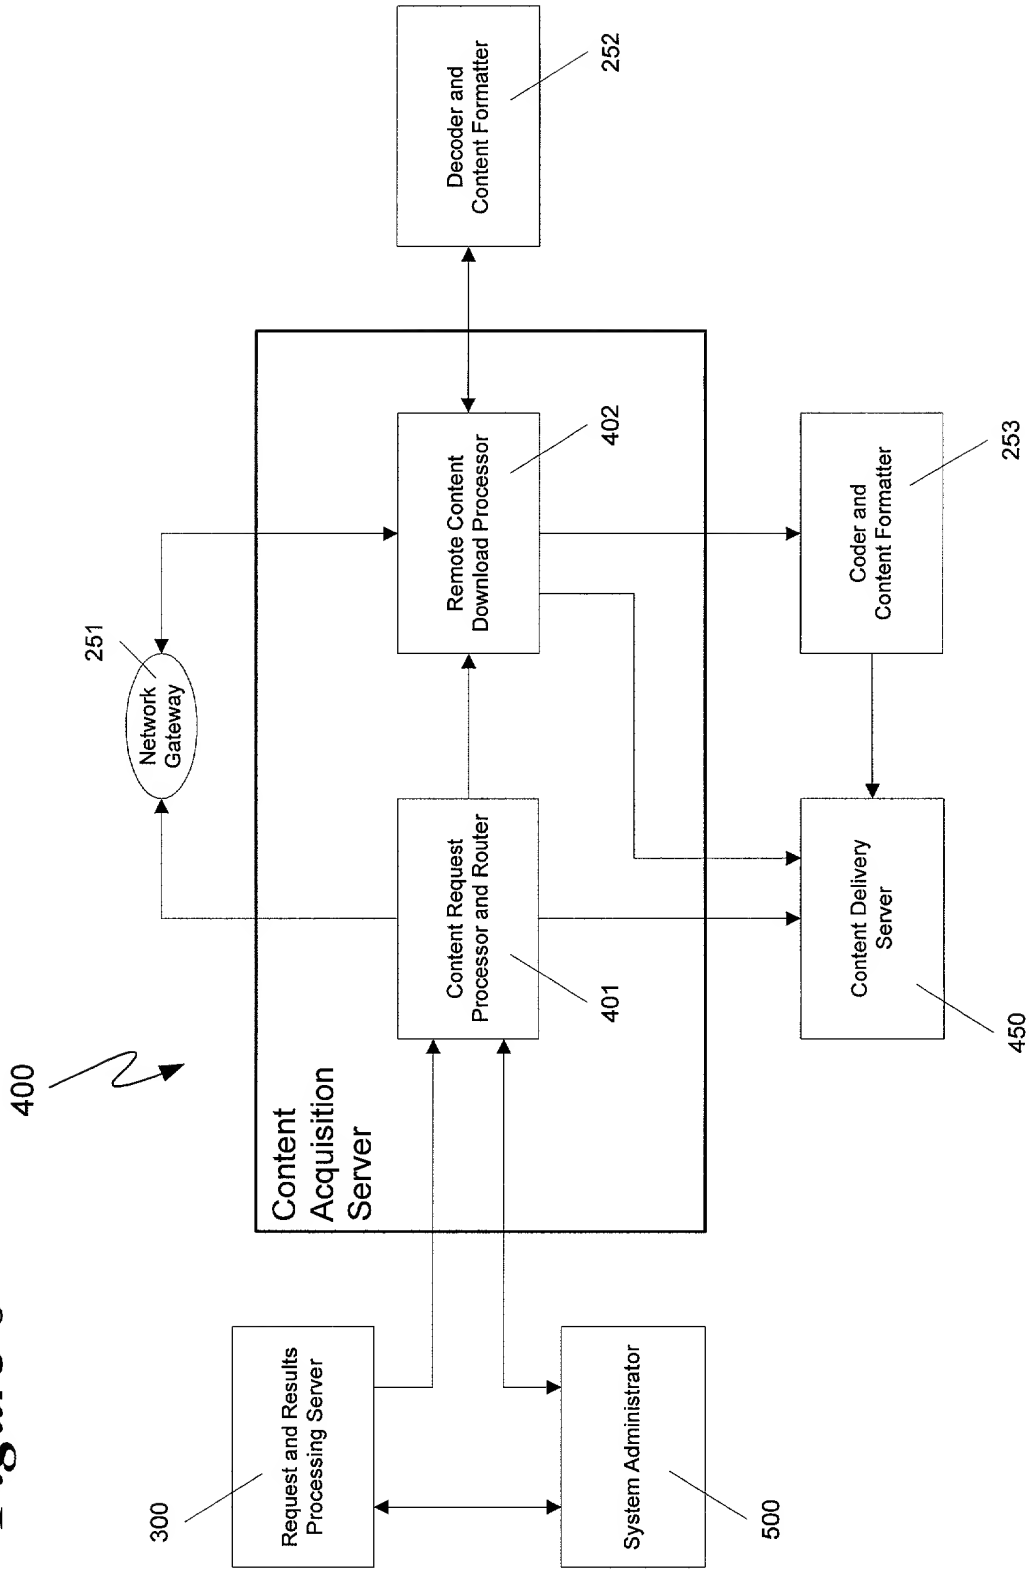 400
Network
Gateway
251
Content
Acquisition
Server
Request and Results
Processing Server
300
Content Request
Processor and Router
401
Remote Content
Download Processor
402
Decoder and
Content Formatter
252
System Administrator
500
Content Delivery
Server
450
Coder and
Content Formatter
253